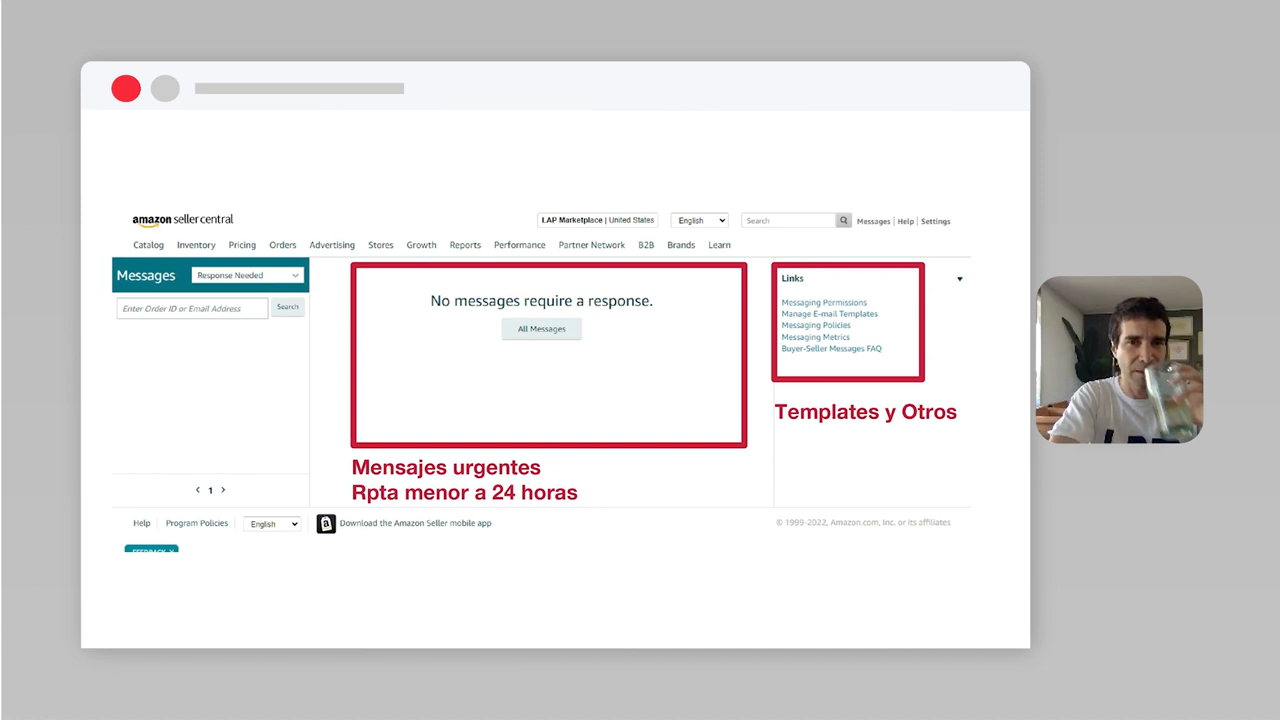 amazon seller central
LAP Marketplace | United States
English
Search
Messages | Help | Settings
Catalog Inventory Pricing Orders Advertising Stores Growth Reports Performance Partner Network B2B Brands Learn
Messages
Response Needed
Enter Order ID or Email Address
Search
No messages require a response.
All Messages
Links
Messaging Permissions
Manage E-mail Templates
Messaging Policies
Messaging Metrics
Buyer-Seller Messages FAQ
Templates y Otros
Mensajes urgentes
Rpta menor a 24 horas
< 1 >
Help Program Policies English Download the Amazon Seller mobile app © 1999-2022, Amazon.com, Inc. or its affiliates
FEEDBACK